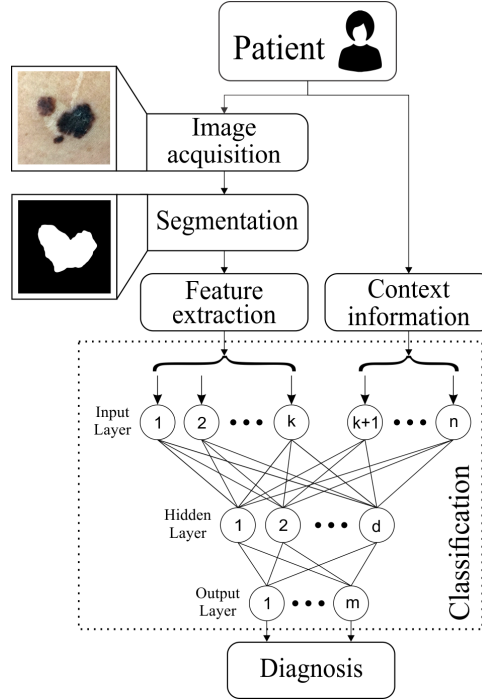 Patient
Image
acquisition
Segmentation
Feature
extraction
Context
information
Input
Layer
1 2 k k+1 n
Hidden
Layer
1 2 d
Output
Layer
1 m
Classification
Diagnosis